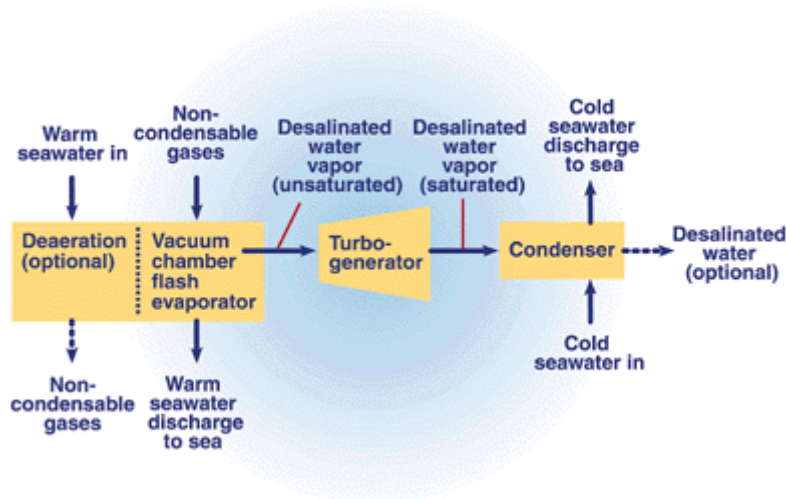 Warm
seawater in
Non-
condensable
gases
Desalinated
water
vapor
(unsaturated)
Desalinated
water
vapor
(saturated)
Cold
seawater
discharge
to sea
Deaeration
(optional)
Vacuum
chamber
flash
evaporator
Turbo-
generator
Condenser
Desalinated
water
(optional)
Non-
condensable
gases
Warm
seawater
discharge
to sea
Cold
seawater in